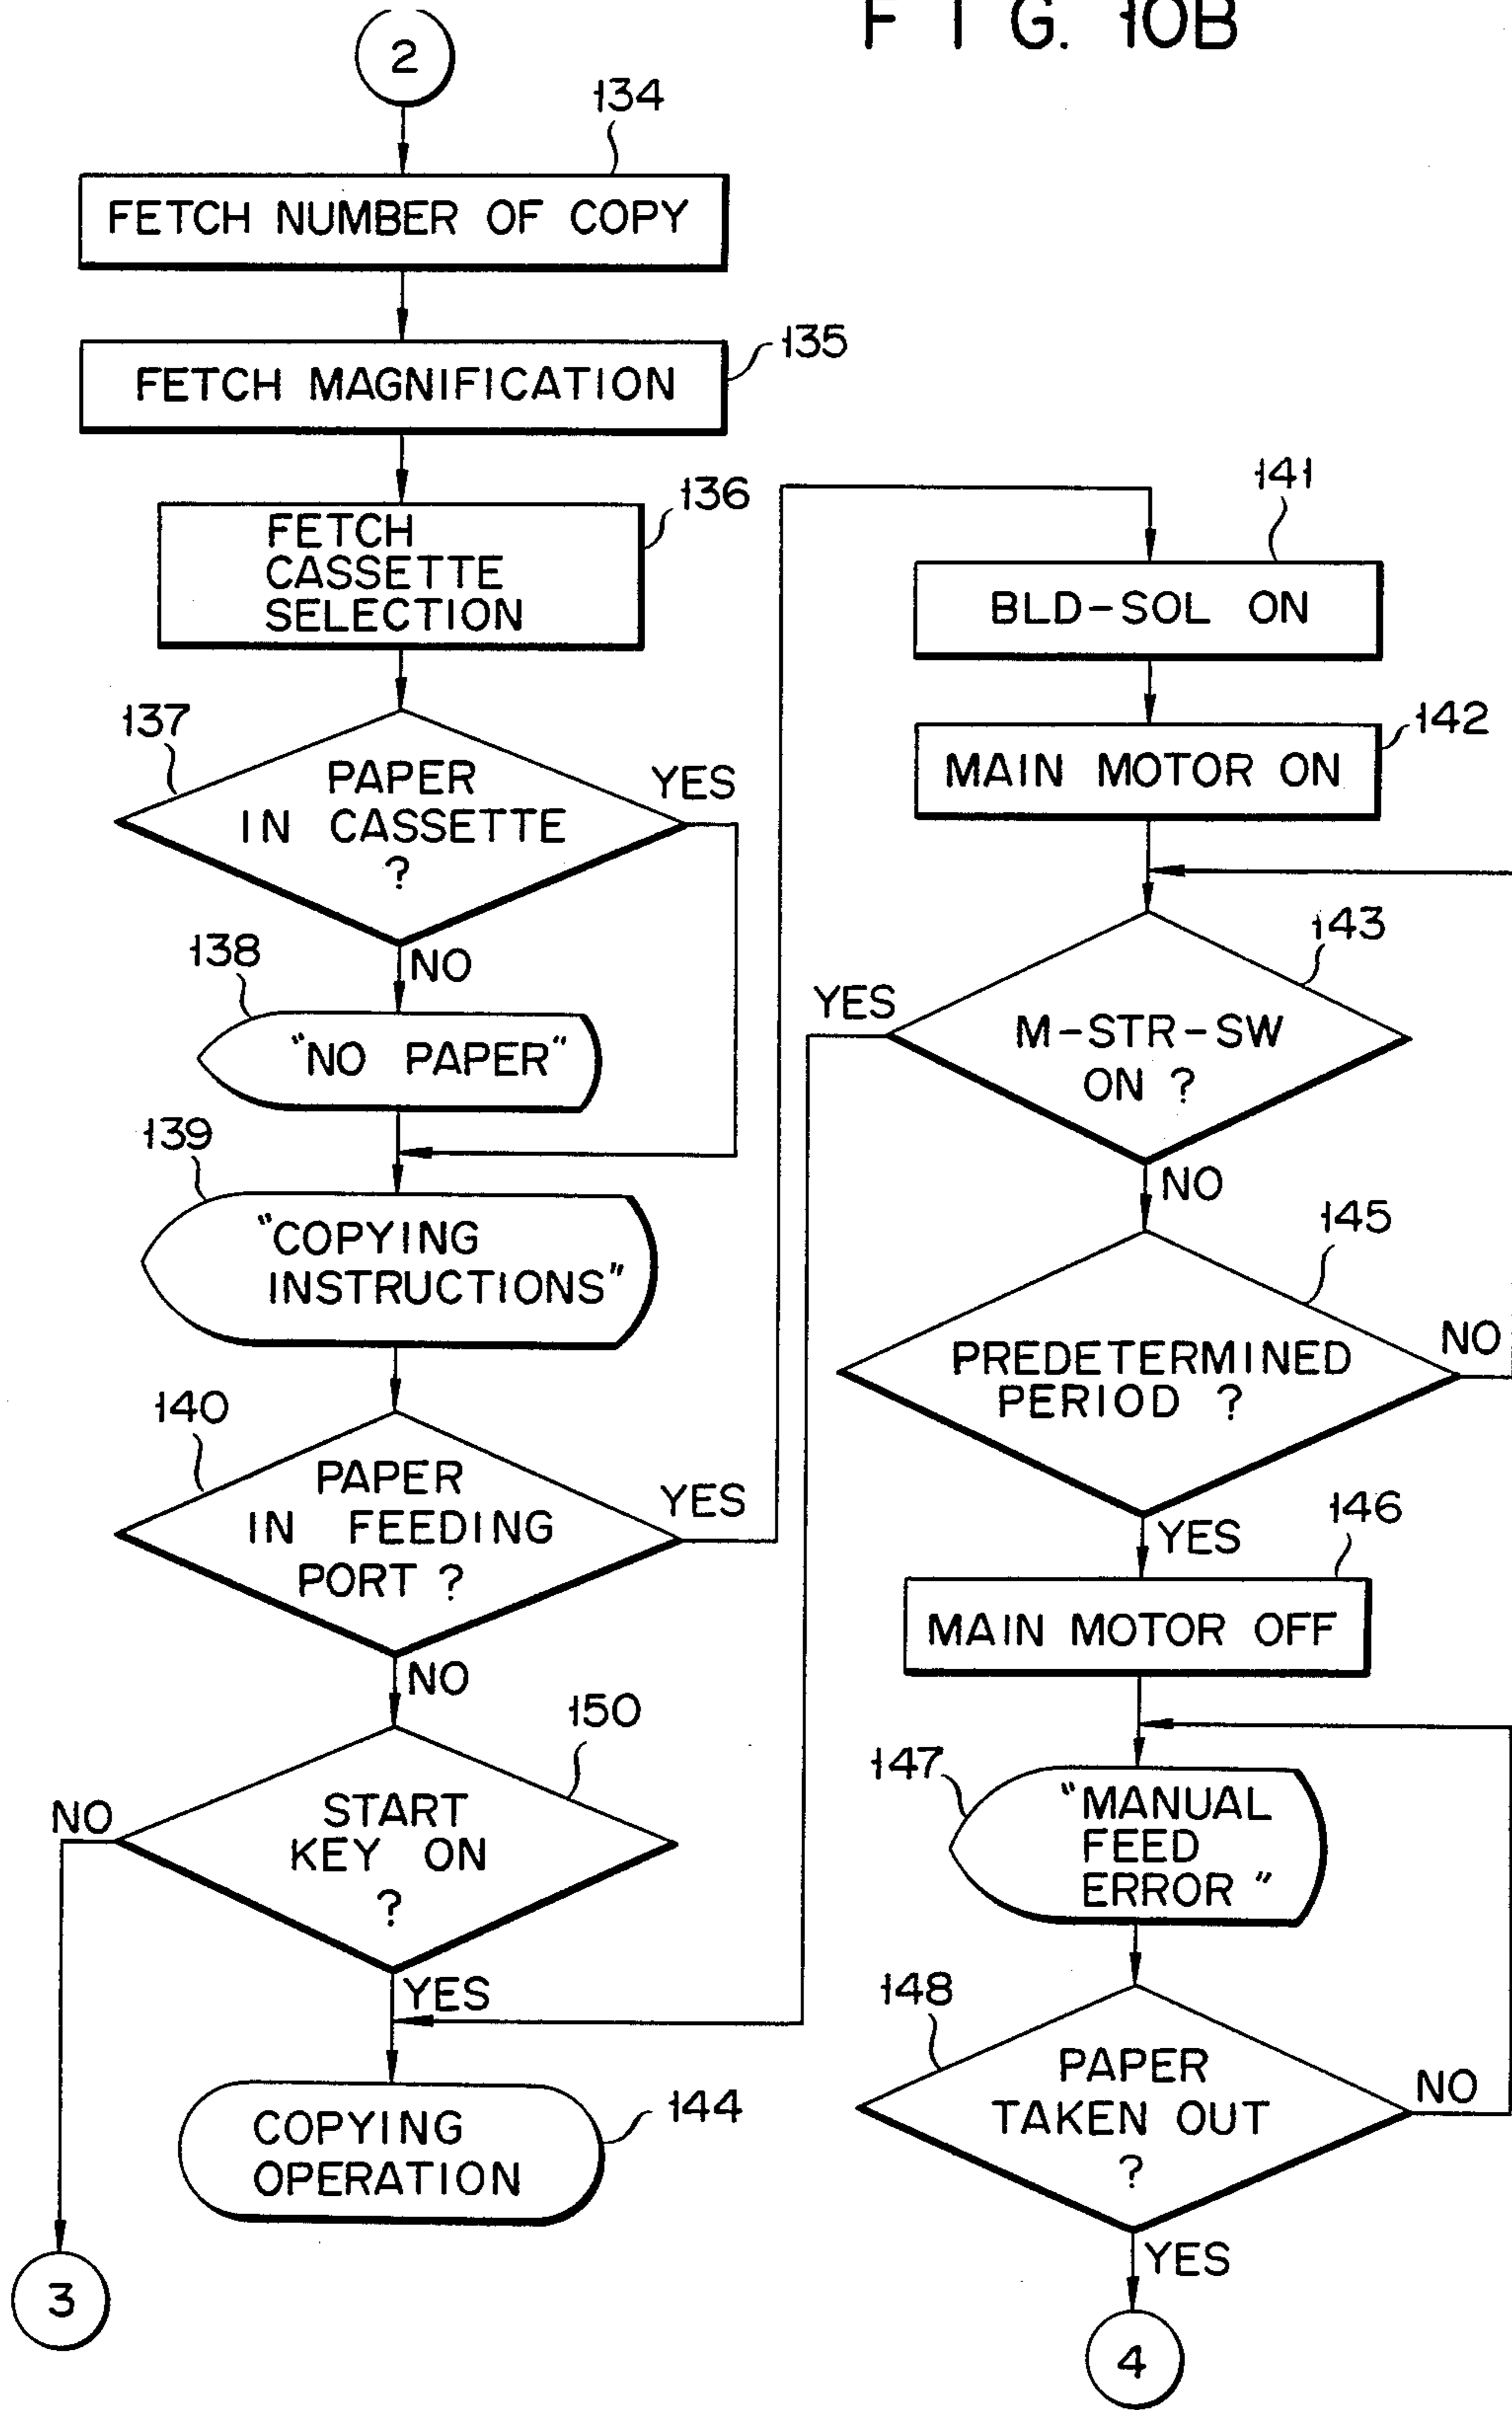 F I G. 10B
2
134
FETCH NUMBER OF COPY
135
FETCH MAGNIFICATION
136
FETCH
CASSETTE
SELECTION
137
PAPER
IN CASSETTE
?
YES
NO
138
"NO PAPER"
139
"COPYING
INSTRUCTIONS"
140
PAPER
IN FEEDING
PORT ?
YES
NO
150
START
KEY ON
?
NO
YES
COPYING
OPERATION
144
3
141
BLD-SOL ON
142
MAIN MOTOR ON
143
YES
M-STR-SW
ON ?
NO
145
PREDETERMINED
PERIOD ?
NO
YES
146
MAIN MOTOR OFF
147
"MANUAL
FEED
ERROR"
148
PAPER
TAKEN OUT
?
NO
YES
4